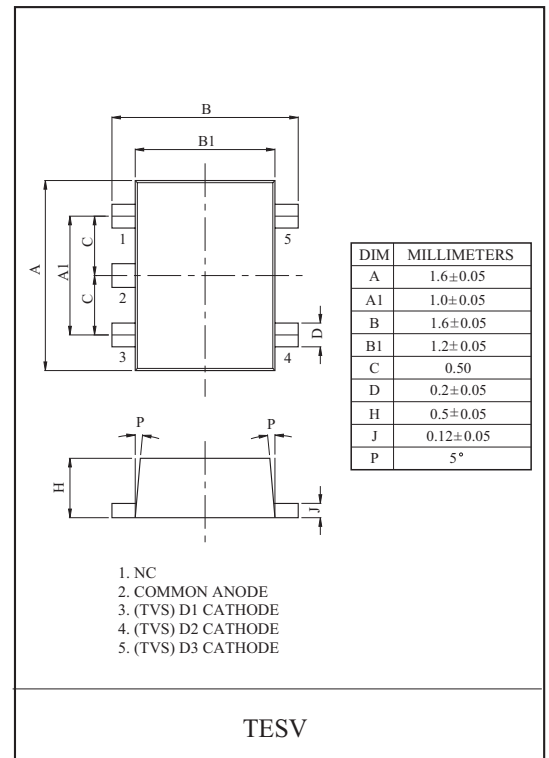 B
B1
1
5
A
A1
C
C
2
3
4
D
DIM MILLIMETERS
A 1.6±0.05
A1 1.0±0.05
B 1.6±0.05
B1 1.2±0.05
C 0.50
D 0.2±0.05
H 0.5±0.05
J 0.12±0.05
P 5°
P
P
H
J
1. NC
2. COMMON ANODE
3. (TVS) D1 CATHODE
4. (TVS) D2 CATHODE
5. (TVS) D3 CATHODE
TESV